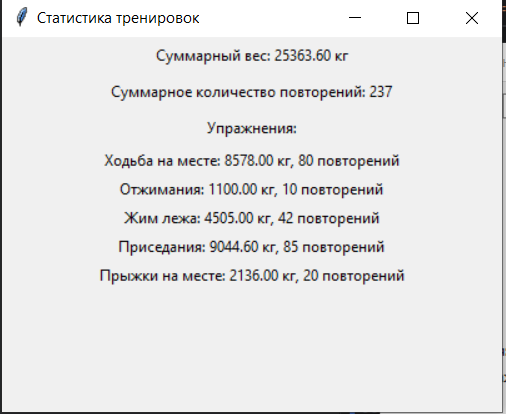 Статистика тренировок
Суммарный вес: 25363.60 кг
Суммарное количество повторений: 237
Упражнения:
Ходьба на месте: 8578.00 кг, 80 повторений
Отжимания: 1100.00 кг, 10 повторений
Жим лежа: 4505.00 кг, 42 повторений
Приседания: 9044.60 кг, 85 повторений
Прыжки на месте: 2136.00 кг, 20 повторений